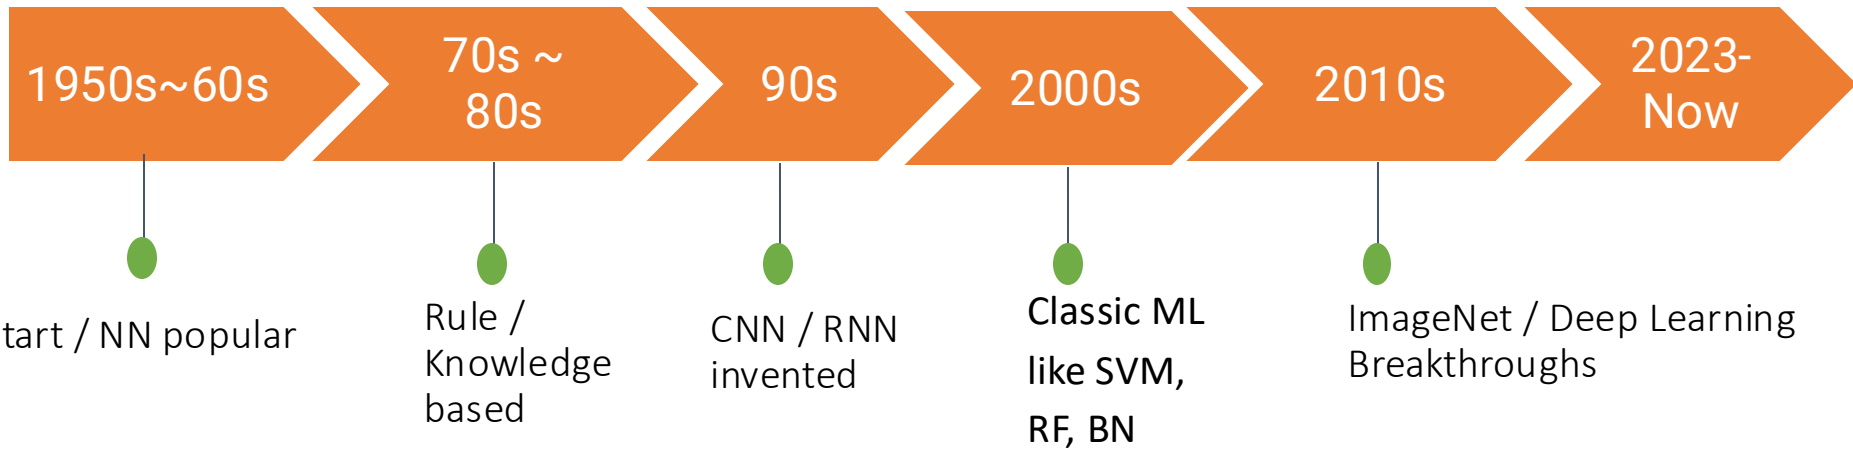 1950s~60s
70s ~
80s
90s
2000s
2010s
2023-
Now
tart / NN popular
Rule /
Knowledge
based
CNN / RNN
invented
Classic ML
like SVM,
RF, BN
ImageNet / Deep Learning
Breakthroughs